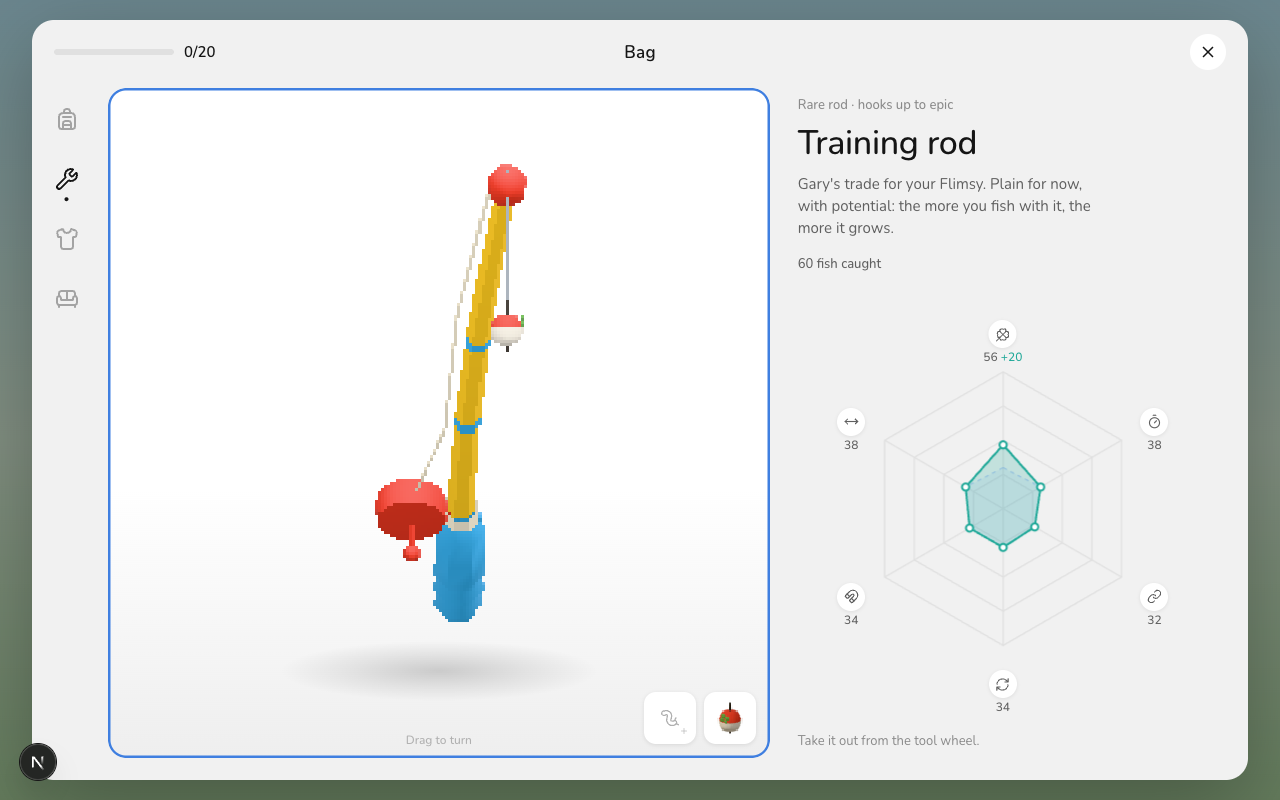 0/20
Bag
Rare rod · hooks up to epic
Training rod
Gary's trade for your Flimsy. Plain for now,
with potential: the more you fish with it, the
more it grows.
60 fish caught
56 +20
38
38
34
32
34
Drag to turn
Take it out from the tool wheel.
N